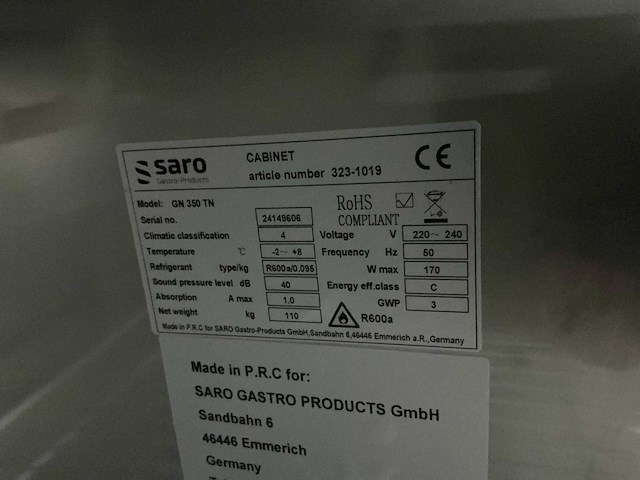 saro
Gastro-Products
CABINET
article number 323-1019
CE
Model: GN 350 TN
Serial no. 24149606
Climatic classification 4
Temperature °C -2~ +8
Refrigerant type/kg R600a/0,095
Sound pressure level dB 40
Absorption A max 1,0
Net weight kg 110
RoHS
COMPLIANT
Voltage V 220~ 240
Frequency Hz 50
W max 170
Energy eff.class C
GWP 3
R600a
Made in P.R.C for SARO Gastro-Products GmbH,Sandbahn 6,46446 Emmerich a.R.,Germany
Made in P.R.C for:
SARO GASTRO PRODUCTS GmbH
Sandbahn 6
46446 Emmerich
Germany